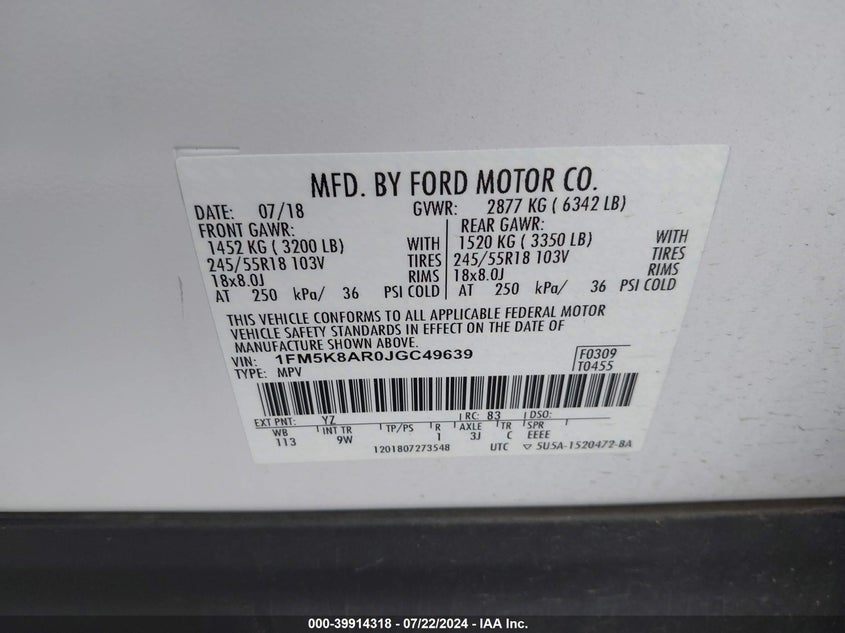 MFD. BY FORD MOTOR CO.
DATE: 07/18 GVWR: 2877 KG ( 6342 LB)
FRONT GAWR: REAR GAWR:
1452 KG ( 3200 LB) WITH 1520 KG ( 3350 LB) WITH
245/55R18 103V TIRES 245/55R18 103V TIRES
18x8.0J RIMS 18x8.0J RIMS
AT 250 kPa/ 36 PSI COLD AT 250 kPa/ 36 PSI COLD
THIS VEHICLE CONFORMS TO ALL APPLICABLE FEDERAL MOTOR
VEHICLE SAFETY STANDARDS IN EFFECT ON THE DATE OF
MANUFACTURE SHOWN ABOVE.
VIN: 1FM5K8AR0JGC49639 F0309
TYPE: MPV T0455
EXT PNT: YZ RC: 83 DSO:
WB INT TR TP/PS R AXLE TR SPR
113 9W 1 3J C EEEE
1201807273548 UTC ▽ 5U5A-1520472-8A
000-39914318 - 07/22/2024 - IAA Inc.